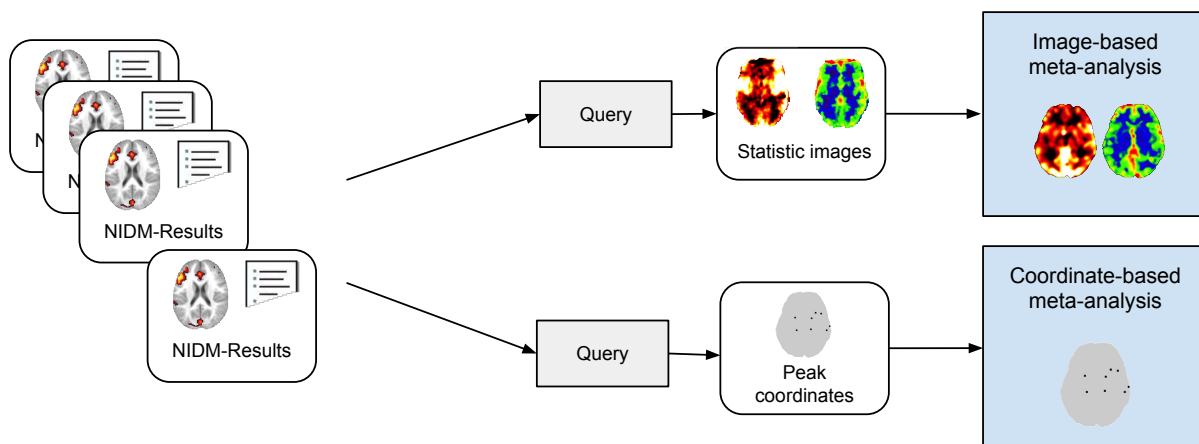 N
N
NIDM-Results
NIDM-Results
Query
Statistic images
Image-based
meta-analysis
Query
Peak
coordinates
Coordinate-based
meta-analysis